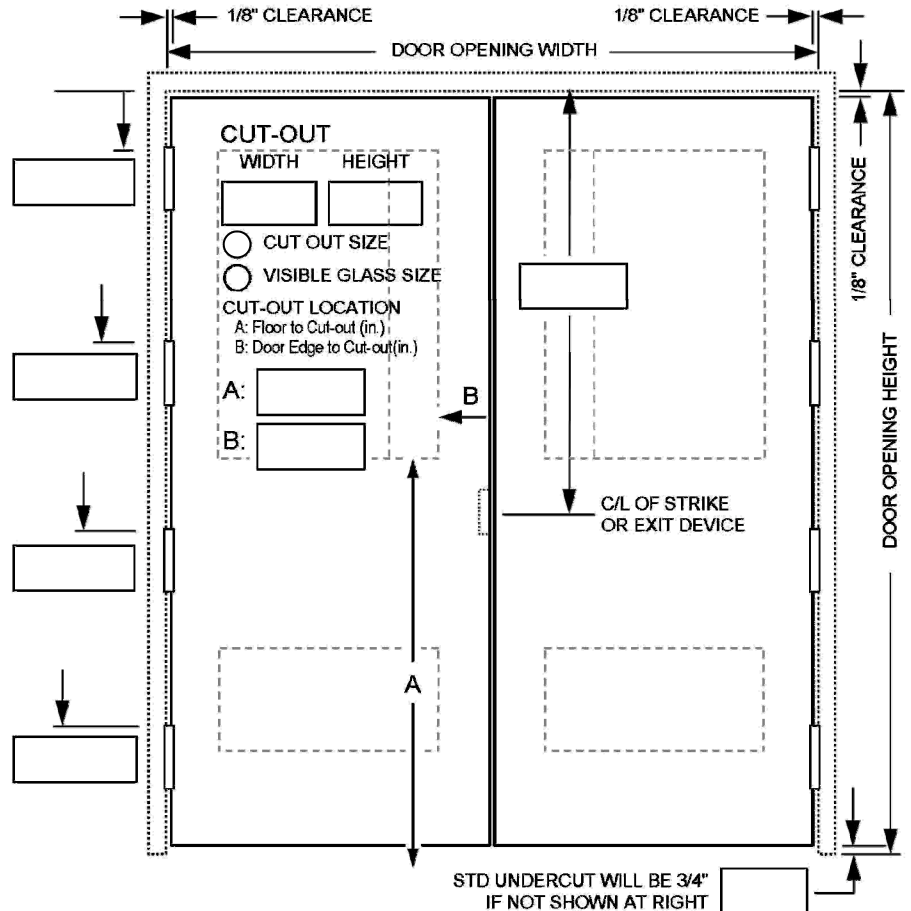 1/8" CLEARANCE
1/8" CLEARANCE
DOOR OPENING WIDTH
CUT-OUT
WIDTH HEIGHT
CUT OUT SIZE
VISIBLE GLASS SIZE
CUT-OUT LOCATION
A: Floor to Cut-out (in.)
B: Door Edge to Cut-out(in.)
A:
B:
B
A
C/L OF STRIKE
OR EXIT DEVICE
1/8" CLEARANCE
DOOR OPENING HEIGHT
STD UNDERCUT WILL BE 3/4"
IF NOT SHOWN AT RIGHT